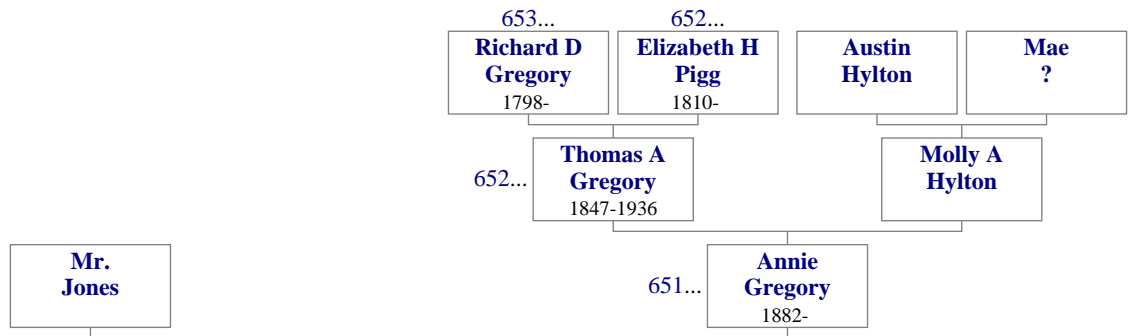 653...
652...
Richard D
Gregory
1798-
Elizabeth H
Pigg
1810-
Austin
Hylton
Mae
?
652...
Thomas A
Gregory
1847-1936
Molly A
Hylton
Mr.
Jones
651...
Annie
Gregory
1882-